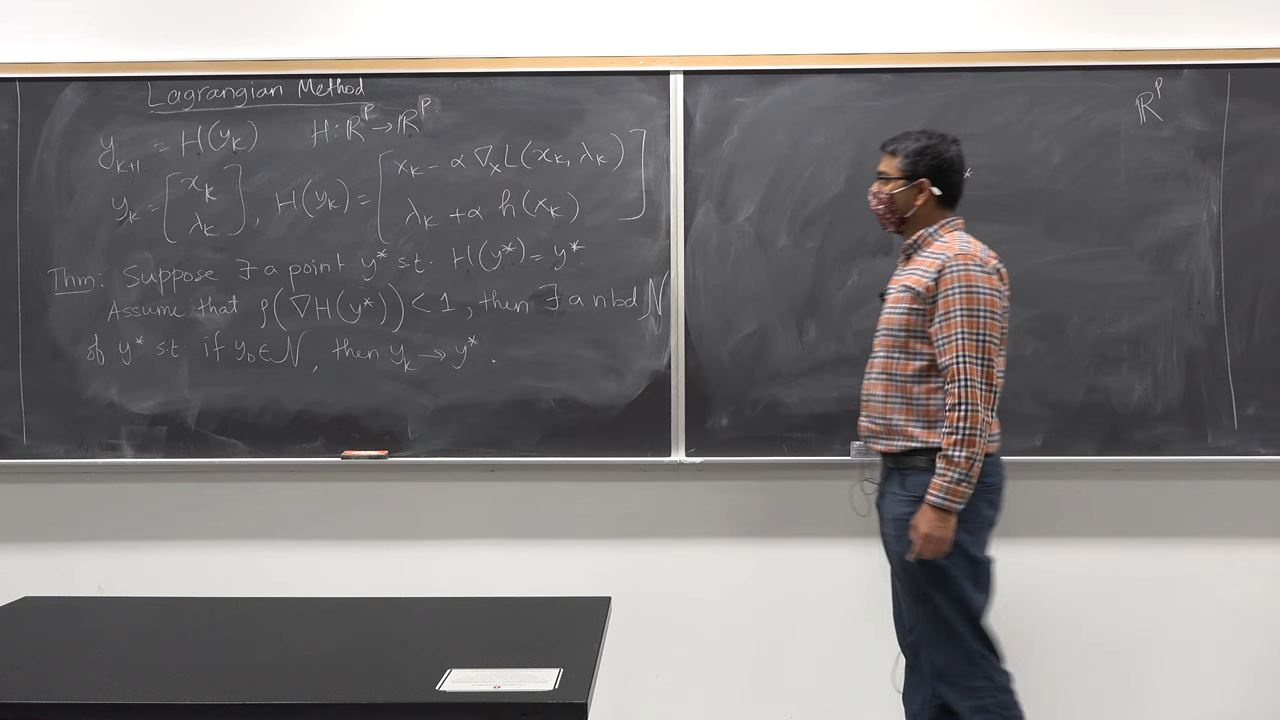 Lagrangian Method
y_{k+1} = H(y_k)    H: ℝ^P → ℝ^P.
y_k = [x_k; λ_k], H(y_k) = [x_k - α ∇_x L(x_k, λ_k); λ_k + α h(x_k)]
Thm: Suppose ∃ a point y* s.t. H(y*) = y*.
Assume that ρ(∇H(y*)) < 1, then ∃ a nbd N
of y* s.t. if y_0 ∈ N, then y_k → y*.
ℝ^P
*